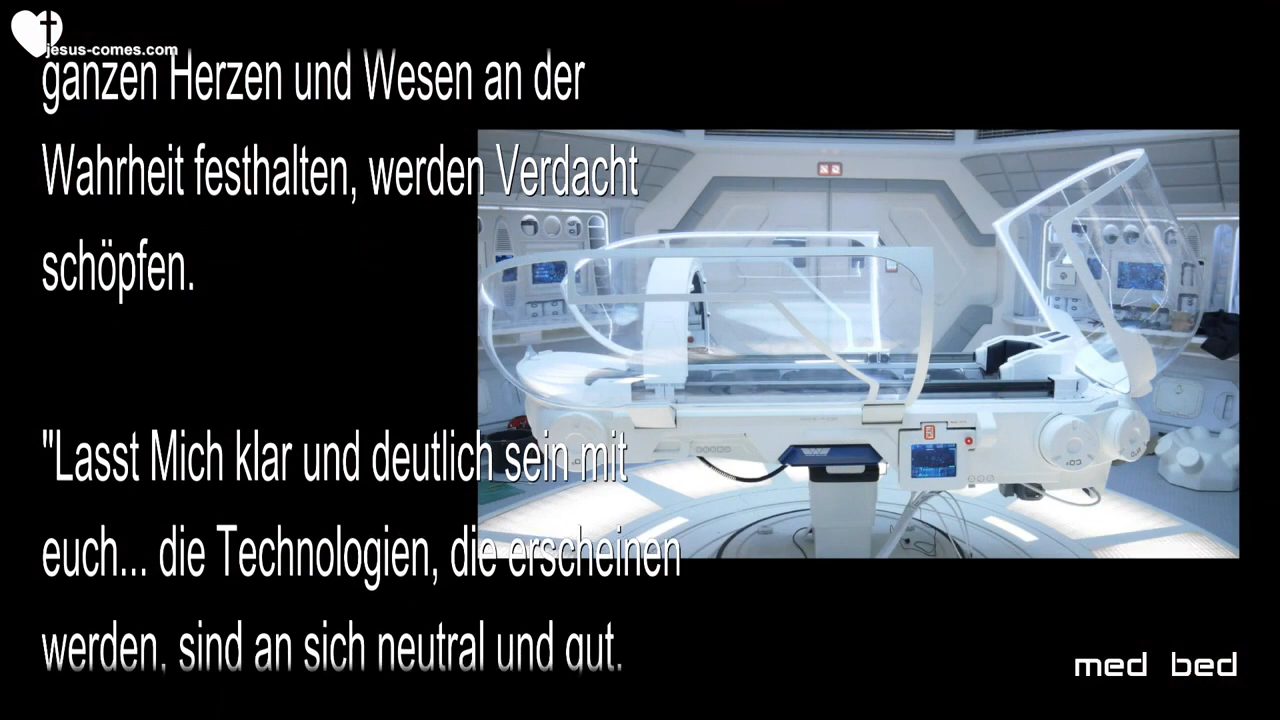 jesus-comes.com
ganzen Herzen und Wesen an der
Wahrheit festhalten, werden Verdacht
schöpfen.
"Lasst Mich klar und deutlich sein mit
euch... die Technologien, die erscheinen
werden, sind an sich neutral und gut.
med bed